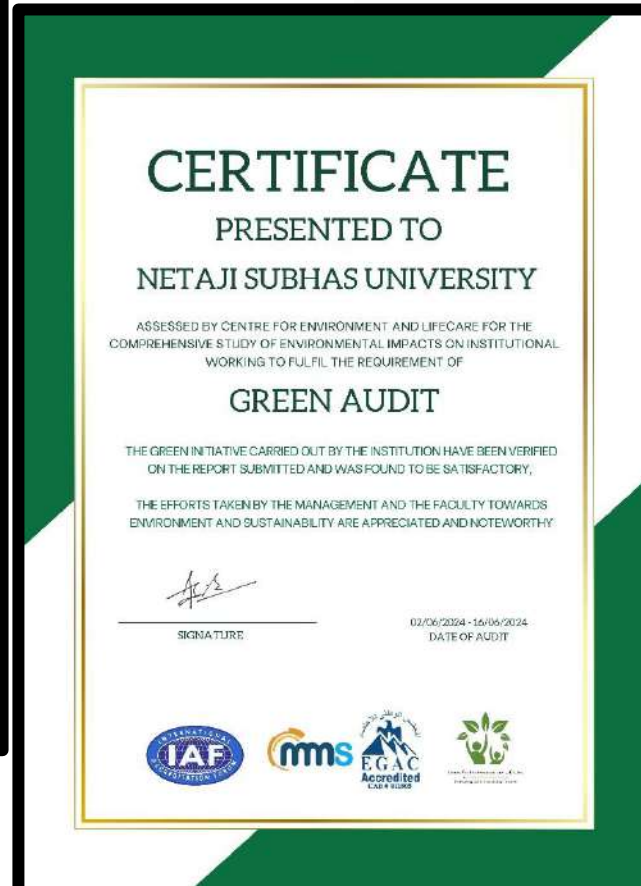 CERTIFICATE
PRESENTED TO
NETAJI SUBHAS UNIVERSITY
ASSESSED BY CENTRE FOR ENVIRONMENT AND LIFECARE FOR THE
COMPREHENSIVE STUDY OF ENVIRONMENTAL IMPACTS ON INSTITUTIONAL
WORKING TO FULFIL THE REQUIREMENT OF
GREEN AUDIT
THE GREEN INITIATIVE CARRIED OUT BY THE INSTITUTION HAVE BEEN VERIFIED
ON THE REPORT SUBMITTED AND WAS FOUND TO BE SATISFACTORY,
THE EFFORTS TAKEN BY THE MANAGEMENT AND THE FACULTY TOWARDS
ENVIRONMENT AND SUSTAINABILITY ARE APPRECIATED AND NOTEWORTHY
SIGNATURE
02/06/2024 - 16/06/2024
DATE OF AUDIT
INTERNATIONAL
IAF
ACCREDITATION FORUM
mms
EGAC
Accredited